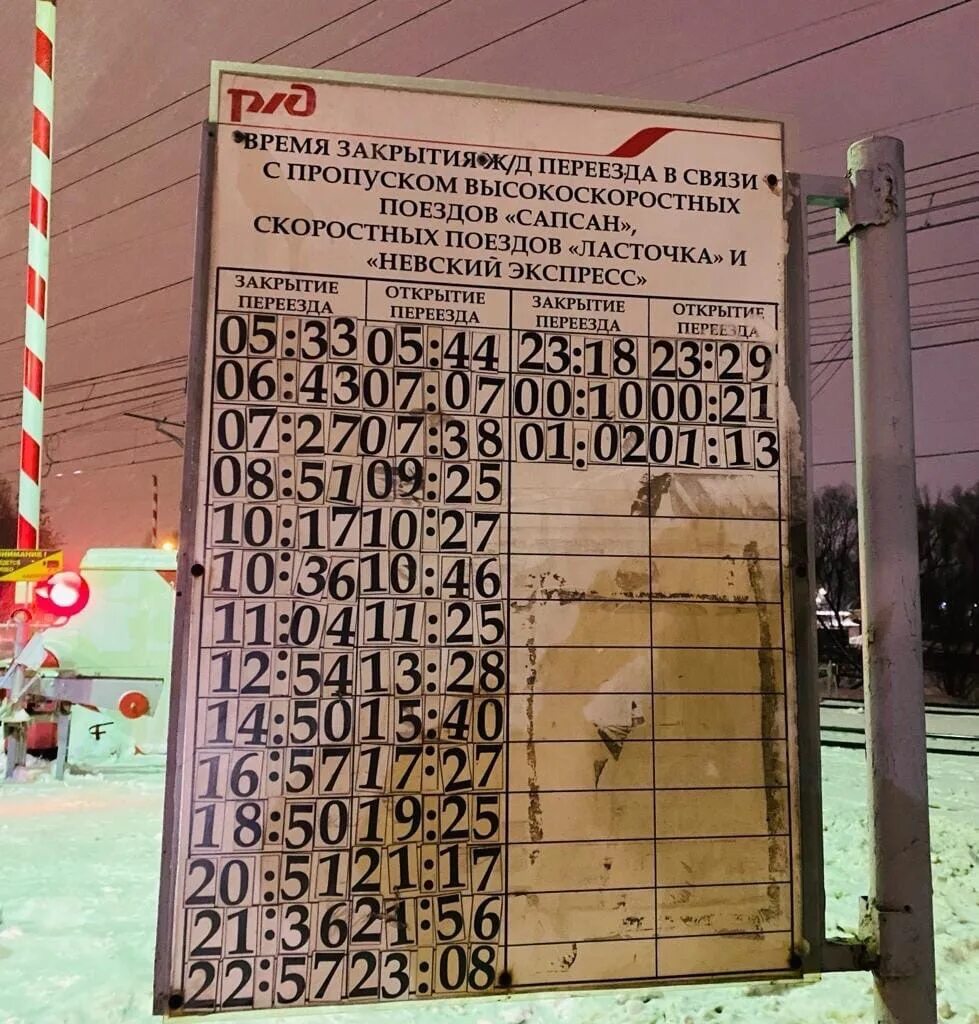 РЖД
ВРЕМЯ ЗАКРЫТИЯ Ж/Д ПЕРЕЕЗДА В СВЯЗИ
С ПРОПУСКОМ ВЫСОКОСКОРОСТНЫХ
ПОЕЗДОВ «САПСАН»,
СКОРОСТНЫХ ПОЕЗДОВ «ЛАСТОЧКА» И
«НЕВСКИЙ ЭКСПРЕСС»
ЗАКРЫТИЕ ОТКРЫТИЕ ЗАКРЫТИЕ ОТКРЫТИЕ
ПЕРЕЕЗДА ПЕРЕЕЗДА ПЕРЕЕЗДА ПЕРЕЕЗДА
05:33 05:44 23:18 23:29
06:43 07:07 00:10 00:21
07:27 07:38 01:02 01:13
08:51 09:25
10:17 10:27
10:36 10:46
11:04 11:25
12:54 13:28
14:50 15:40
16:57 17:27
18:50 19:25
20:51 21:17
21:36 21:56
22:57 23:08